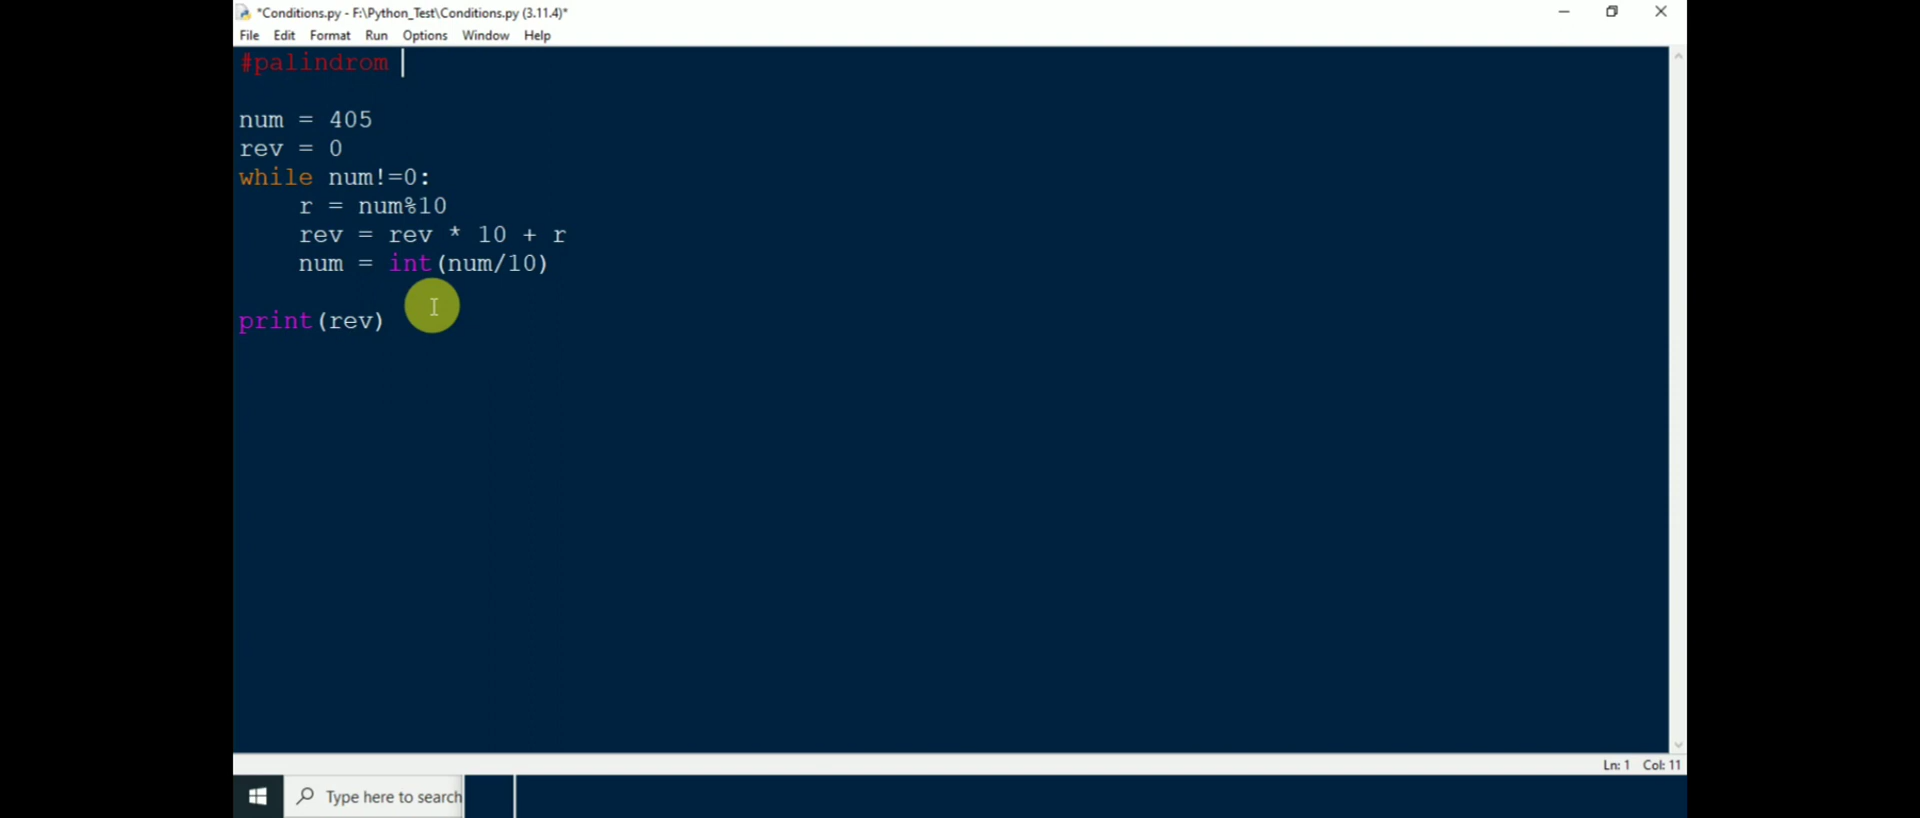 *Conditions.py - F:\Python_Test\Conditions.py (3.11.4)*
File Edit Format Run Options Window Help
#palindrom
num = 405
rev = 0
while num!=0:
    r = num%10
    rev = rev * 10 + r
    num = int(num/10)
print(rev)
Ln: 1 Col: 11
Type here to search